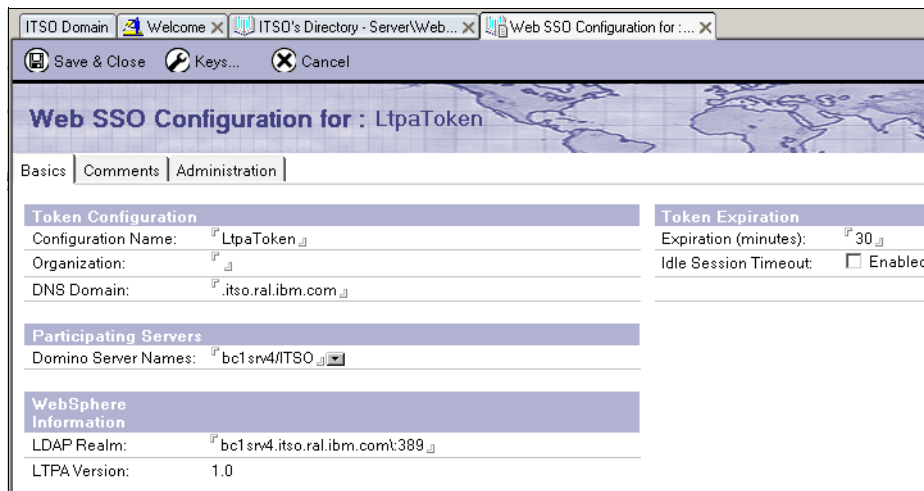 ITSO Domain Welcome ITSO's Directory - Server\Web... Web SSO Configuration for :...
Save & Close Keys... Cancel
Web SSO Configuration for : LtpaToken
Basics Comments Administration
Token Configuration Token Expiration
Configuration Name: LtpaToken Expiration (minutes): 30
Organization: Idle Session Timeout: Enabled
DNS Domain: .itso.ral.ibm.com
Participating Servers
Domino Server Names: bc1srv4/ITSO
WebSphere
Information
LDAP Realm: bc1srv4.itso.ral.ibm.com\:389
LTPA Version: 1.0